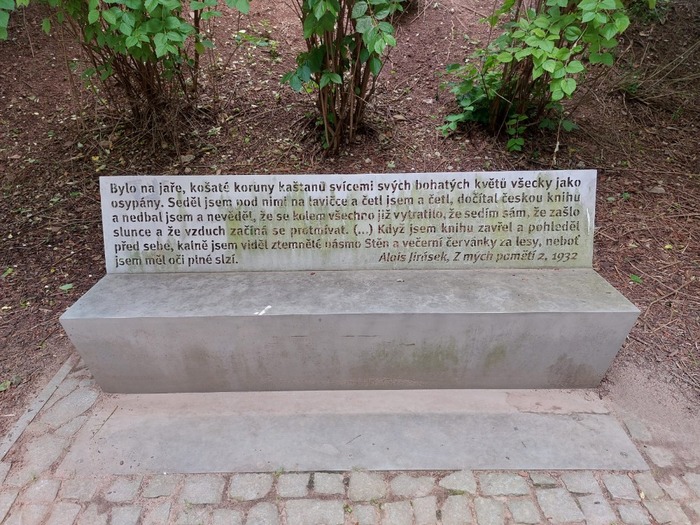 Bylo na jaře, košaté koruny kaštanů svícemi svých bohatých květů všecky jako
osypány. Seděl jsem pod nimi na lavičce a četl jsem a četl, dočítal českou knihu
a nedbal jsem a nevěděl, že se kolem všechno již vytratilo, že sedím sám, že zašlo
slunce a že vzduch začíná se protmívat. (...) Když jsem knihu zavřel a pohleděl
před sebe, kalně jsem viděl ztemnělé pásmo Stěn a večerní červánky za lesy, neboť
jsem měl oči plné slzí. Alois Jirásek, Z mých pamětí 2, 1932